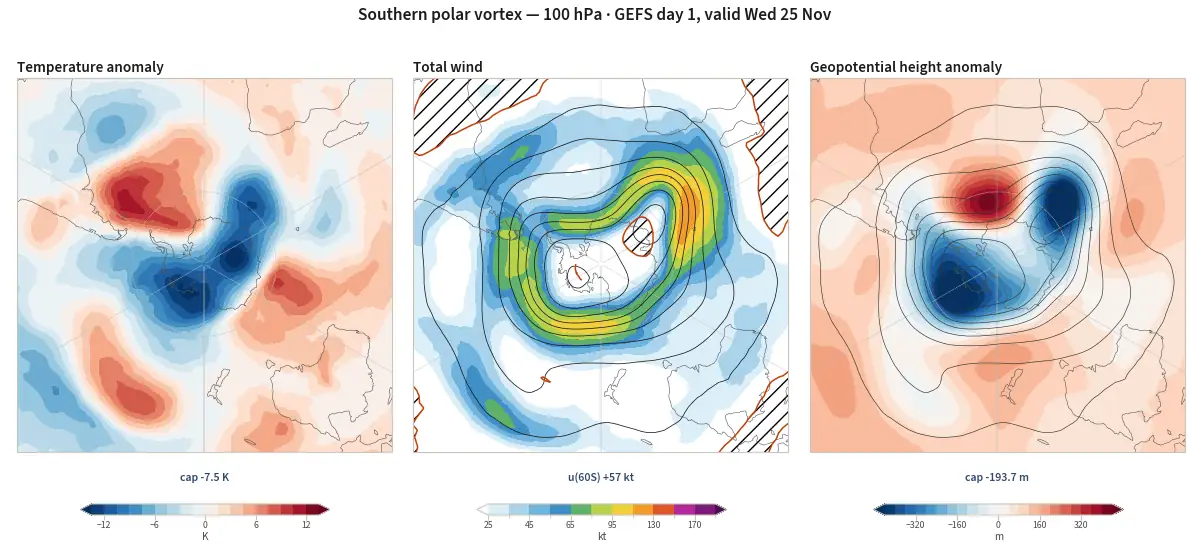 Southern polar vortex — 100 hPa · GEFS day 1, valid Wed 25 Nov
Temperature anomaly
Total wind
Geopotential height anomaly
cap -7.5 K
u(60S) +57 kt
cap -193.7 m
−12 −6 0 6 12
K
25 45 65 95 130 170
kt
−320 −160 0 160 320
m